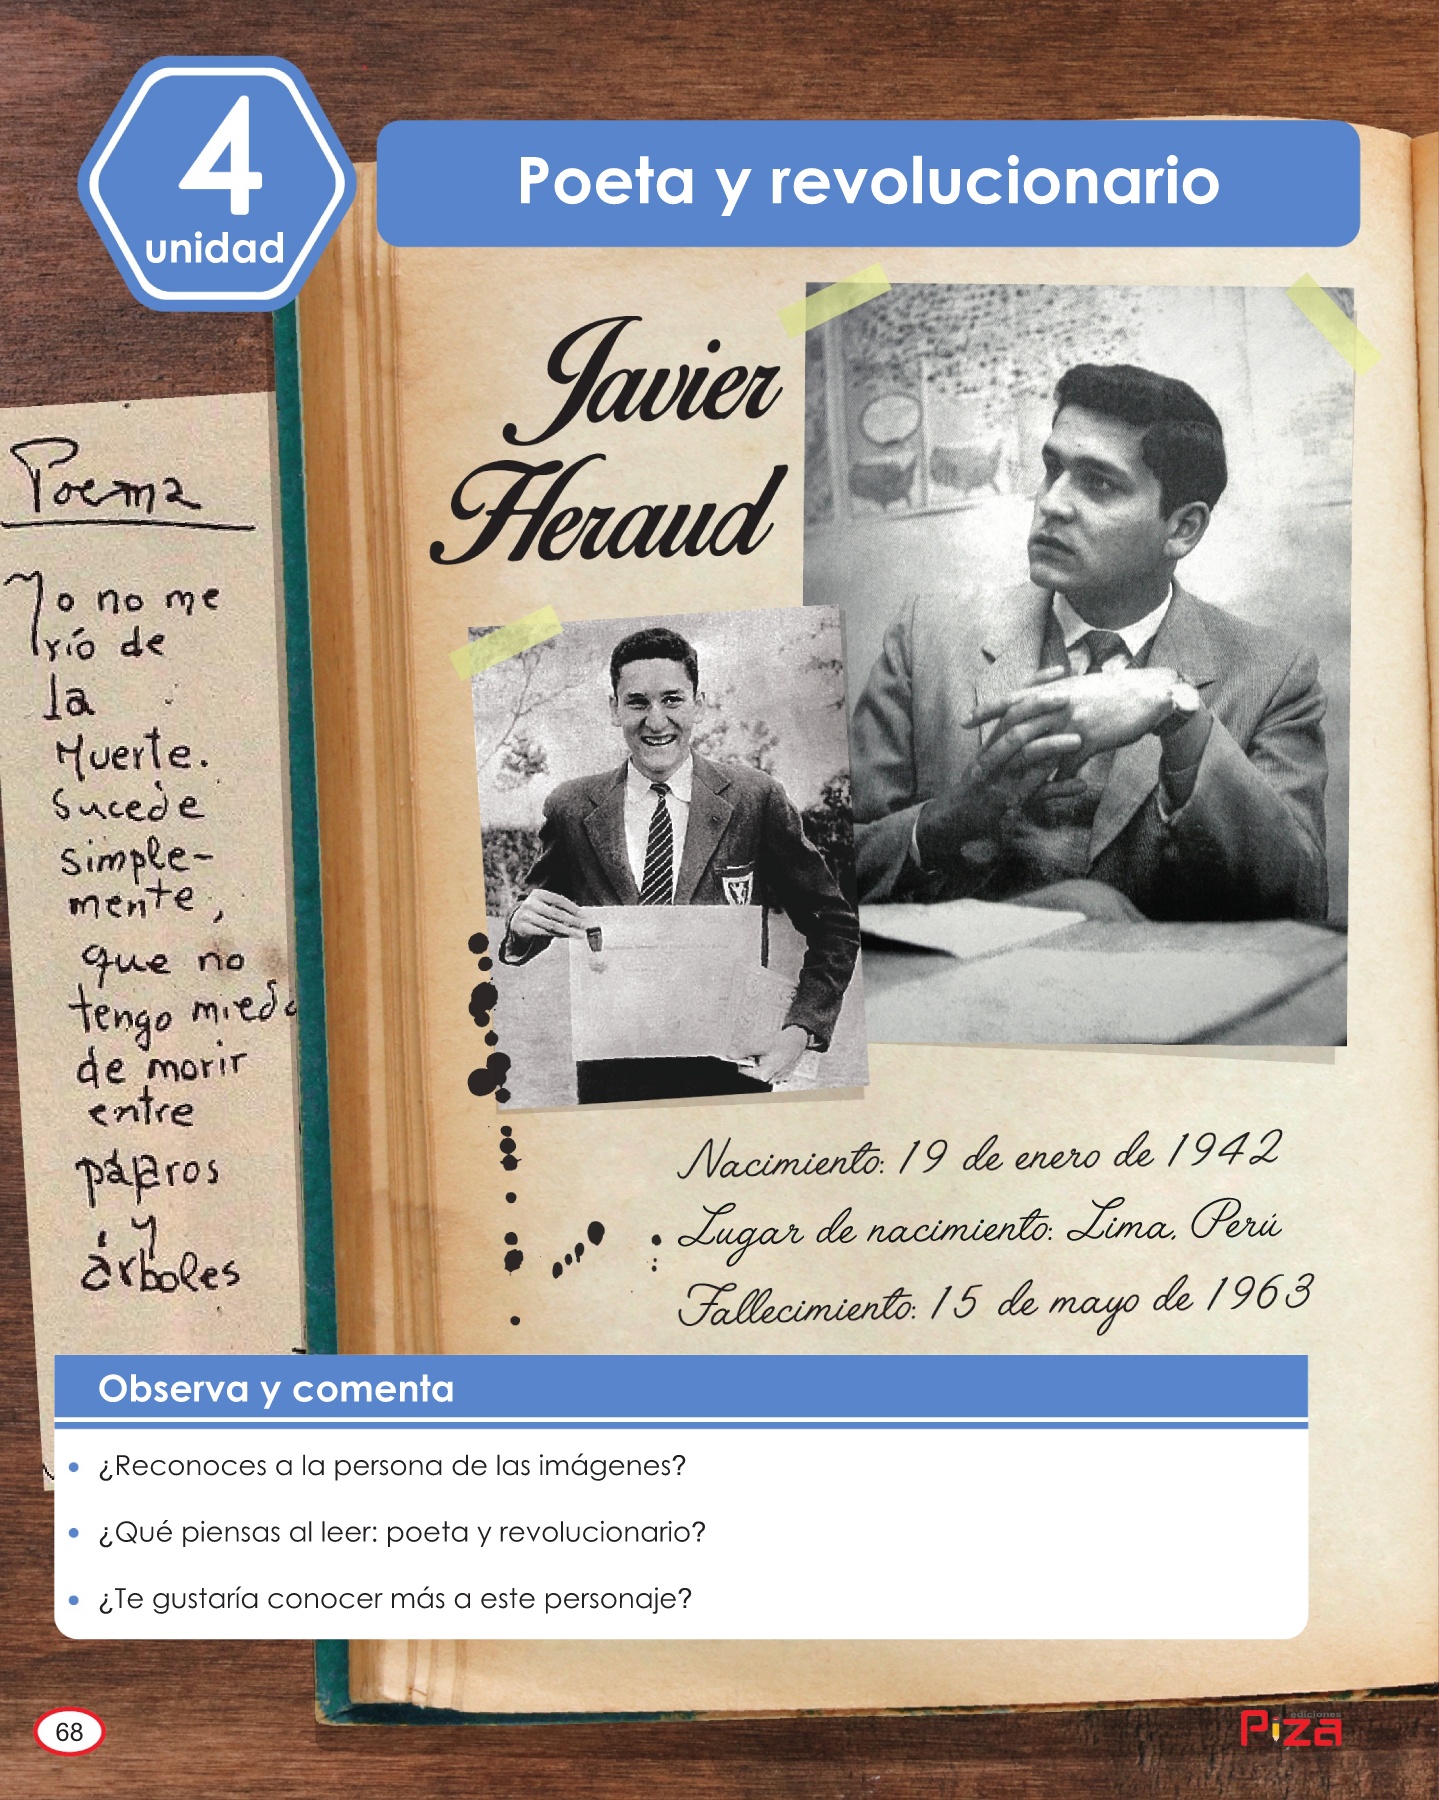 4
unidad
Poeta y revolucionario
Javier
Heraud
Poema
Yo no me
río de
la
Muerte.
Sucede
simple-
mente,
que no
tengo miedo
de morir
entre
pájaros
y
árboles
Nacimiento: 19 de enero de 1942
Lugar de nacimiento: Lima, Perú
Fallecimiento: 15 de mayo de 1963
Observa y comenta
• ¿Reconoces a la persona de las imágenes?
• ¿Qué piensas al leer: poeta y revolucionario?
• ¿Te gustaría conocer más a este personaje?
68
ediciones
Piza